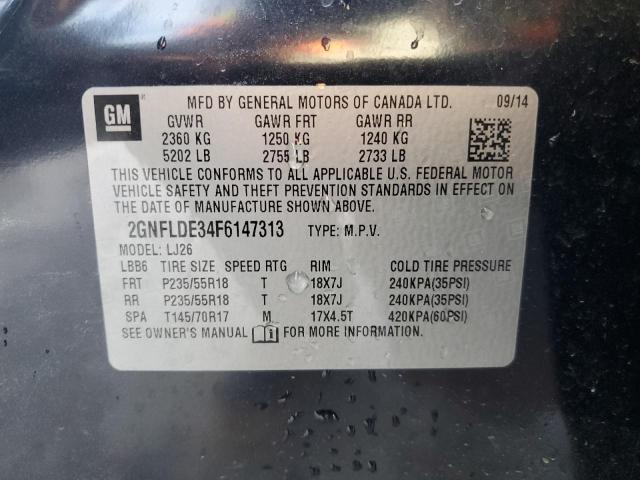 GM MFD BY GENERAL MOTORS OF CANADA LTD. 09/14
GVWR GAWR FRT GAWR RR
2360 KG 1250 KG 1240 KG
5202 LB 2755 LB 2733 LB
THIS VEHICLE CONFORMS TO ALL APPLICABLE U.S. FEDERAL MOTOR
VEHICLE SAFETY AND THEFT PREVENTION STANDARDS IN EFFECT ON
THE DATE OF MANUFACTURE SHOWN ABOVE.
2GNFLDE34F6147313 TYPE: M.P.V.
MODEL: LJ26
LBB6 TIRE SIZE SPEED RTG RIM COLD TIRE PRESSURE
FRT P235/55R18 T 18X7J 240KPA(35PSI)
RR P235/55R18 T 18X7J 240KPA(35PSI)
SPA T145/70R17 M 17X4.5T 420KPA(60PSI)
SEE OWNER'S MANUAL FOR MORE INFORMATION.